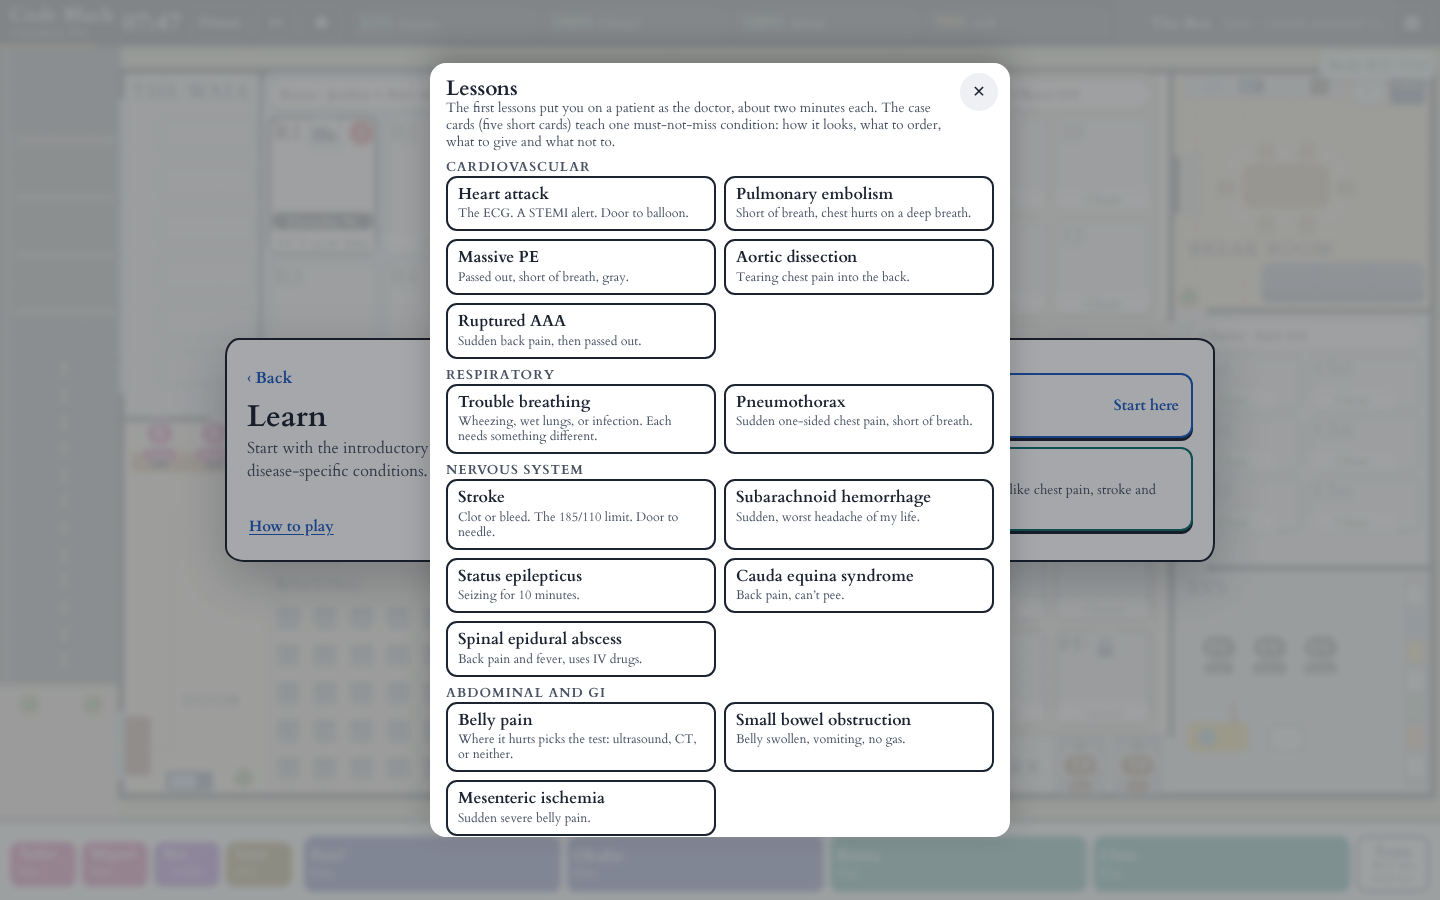 Lessons
The first lessons put you on a patient as the doctor, about two minutes each. The case
cards (five short cards) teach one must-not-miss condition: how it looks, what to order,
what to give and what not to.
CARDIOVASCULAR
Heart attack
The ECG. A STEMI alert. Door to balloon.
Pulmonary embolism
Short of breath, chest hurts on a deep breath.
Massive PE
Passed out, short of breath, gray.
Aortic dissection
Tearing chest pain into the back.
Ruptured AAA
Sudden back pain, then passed out.
RESPIRATORY
Trouble breathing
Wheezing, wet lungs, or infection. Each
needs something different.
Pneumothorax
Sudden one-sided chest pain, short of breath.
NERVOUS SYSTEM
Stroke
Clot or bleed. The 185/110 limit. Door to
needle.
Subarachnoid hemorrhage
Sudden, worst headache of my life.
Status epilepticus
Seizing for 10 minutes.
Cauda equina syndrome
Back pain, can't pee.
Spinal epidural abscess
Back pain and fever, uses IV drugs.
ABDOMINAL AND GI
Belly pain
Where it hurts picks the test: ultrasound, CT,
or neither.
Small bowel obstruction
Belly swollen, vomiting, no gas.
Mesenteric ischemia
Sudden severe belly pain.
‹ Back
Learn
Start with the introductory
disease-specific conditions.
How to play
Start here
like chest pain, stroke and
Code Black
07:47
THE WALL
BREAK ROOM